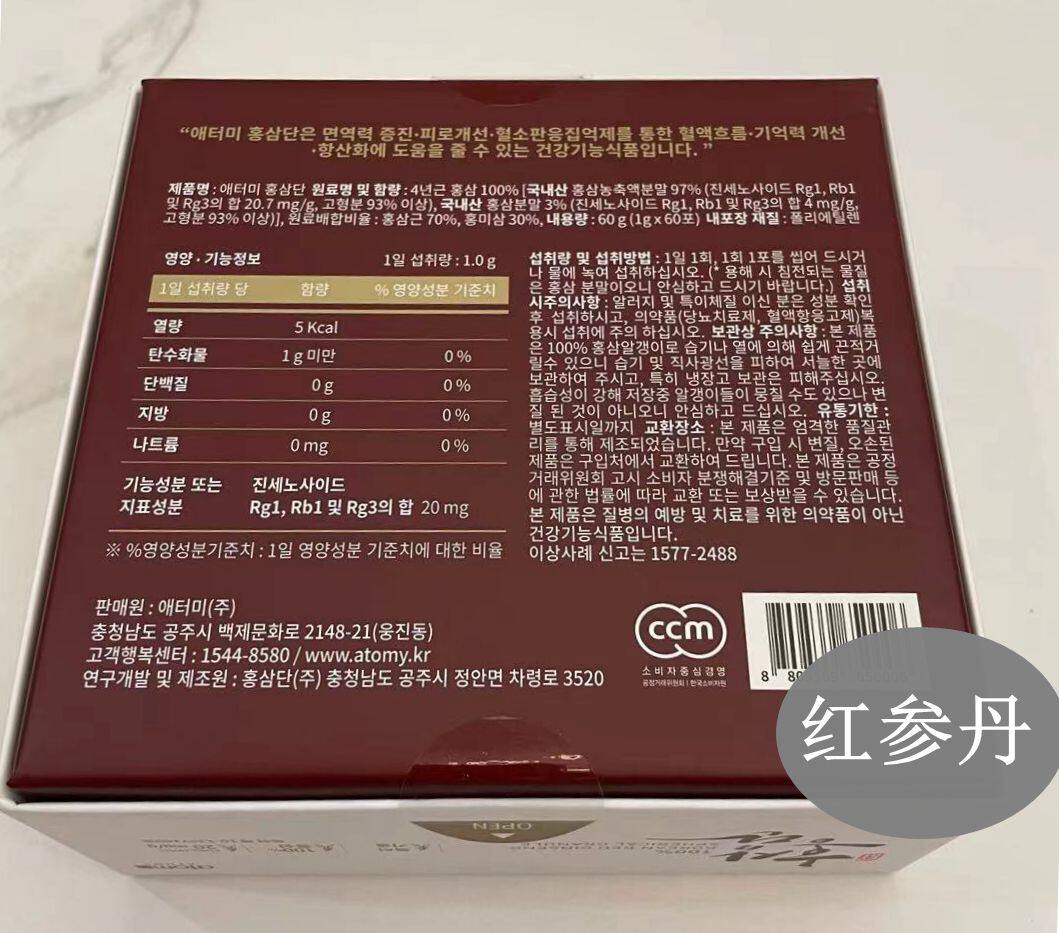 “애터미 홍삼단은 면역력 증진·피로개선·혈소판응집억제를 통한 혈액흐름·기억력 개선
·항산화에 도움을 줄 수 있는 건강기능식품입니다.”
제품명 : 애터미 홍삼단 원료명 및 함량 : 4년근 홍삼 100% [국내산 홍삼농축액분말 97% (진세노사이드 Rg1, Rb1
및 Rg3의 합 20.7 mg/g, 고형분 93% 이상), 국내산 홍삼분말 3% (진세노사이드 Rg1, Rb1 및 Rg3의 합 4 mg/g,
고형분 93% 이상)], 원료배합비율 : 홍삼근 70%, 홍미삼 30%, 내용량 : 60 g (1g x 60포) 내포장 재질 : 폴리에틸렌
영양·기능정보 1일 섭취량 : 1.0 g
1일 섭취량 당 함량 % 영양성분 기준치
열량 5 Kcal
탄수화물 1 g 미만 0 %
단백질 0 g 0 %
지방 0 g 0 %
나트륨 0 mg 0 %
기능성분 또는 진세노사이드
지표성분 Rg1, Rb1 및 Rg3의 합 20 mg
※ %영양성분기준치 : 1일 영양성분 기준치에 대한 비율
섭취량 및 섭취방법 : 1일 1회, 1회 1포를 씹어 드시거
나 물에 녹여 섭취하십시오. (* 용해 시 침전되는 물질
은 홍삼 분말이오니 안심하고 드시기 바랍니다.) 섭취
시주의사항 : 알러지 및 특이체질 이신 분은 성분 확인
후 섭취하시고, 의약품(당뇨치료제, 혈액항응고제)복
용시 섭취에 주의 하십시오. 보관상 주의사항 : 본 제품
은 100% 홍삼알갱이로 습기나 열에 의해 쉽게 끈적거
릴수 있으니 습기 및 직사광선을 피하여 서늘한 곳에
보관하여 주시고, 특히 냉장고 보관은 피해주십시오.
흡습성이 강해 저장중 알갱이들이 뭉칠 수도 있으나 변
질 된 것이 아니오니 안심하고 드십시오. 유통기한 :
별도표시일까지 교환장소 : 본 제품은 엄격한 품질관
리를 통해 제조되었습니다. 만약 구입 시 변질, 오손된
제품은 구입처에서 교환하여 드립니다. 본 제품은 공정
거래위원회 고시 소비자 분쟁해결기준 및 방문판매 등
에 관한 법률에 따라 교환 또는 보상받을 수 있습니다.
본 제품은 질병의 예방 및 치료를 위한 의약품이 아닌
건강기능식품입니다.
이상사례 신고는 1577-2488
판매원 : 애터미(주)
충청남도 공주시 백제문화로 2148-21(웅진동)
고객행복센터 : 1544-8580 / www.atomy.kr
연구개발 및 제조원 : 홍삼단(주) 충청남도 공주시 정안면 차령로 3520
ccm
소비자중심경영
공정거래위원회 | 한국소비자원
红参丹
OPEN